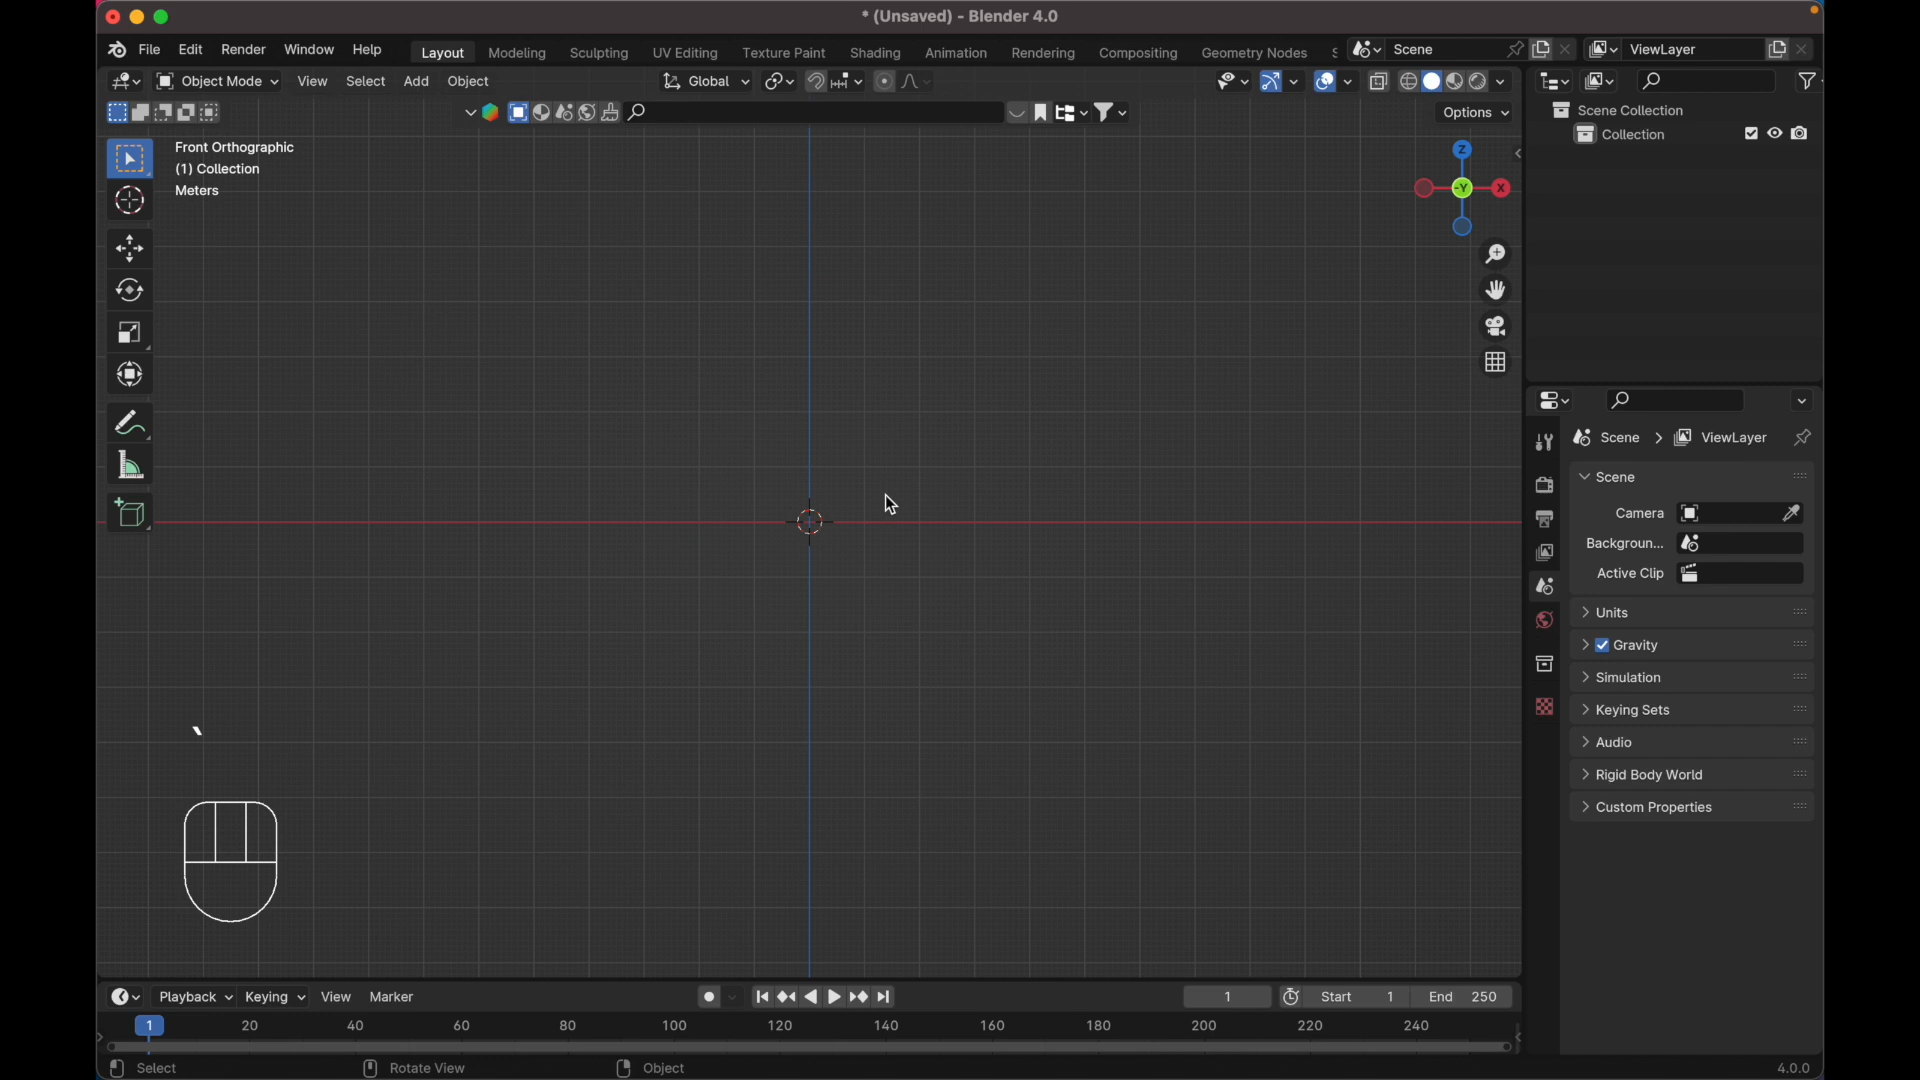 * (Unsaved) - Blender 4.0
File Edit Render Window Help Layout Modeling Sculpting UV Editing Texture Paint Shading Animation Rendering Compositing Geometry Nodes Scene ViewLayer
Object Mode View Select Add Object Global
Options
Front Orthographic
(1) Collection
Meters
Z
-Y
X
`
Scene Collection
Collection
Scene > ViewLayer
Scene
Camera
Backgroun...
Active Clip
Units
Gravity
Simulation
Keying Sets
Audio
Rigid Body World
Custom Properties
Playback Keying View Marker 1 Start 1 End 250
1 20 40 60 80 100 120 140 160 180 200 220 240
Select Rotate View Object 4.0.0